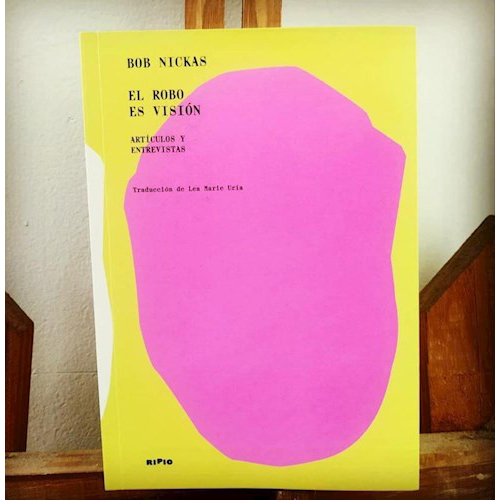 BOB NICKAS
EL ROBO
ES VISIÓN
ARTÍCULOS Y
ENTREVISTAS
Traducción de Lea Marie Uría
RIPIO